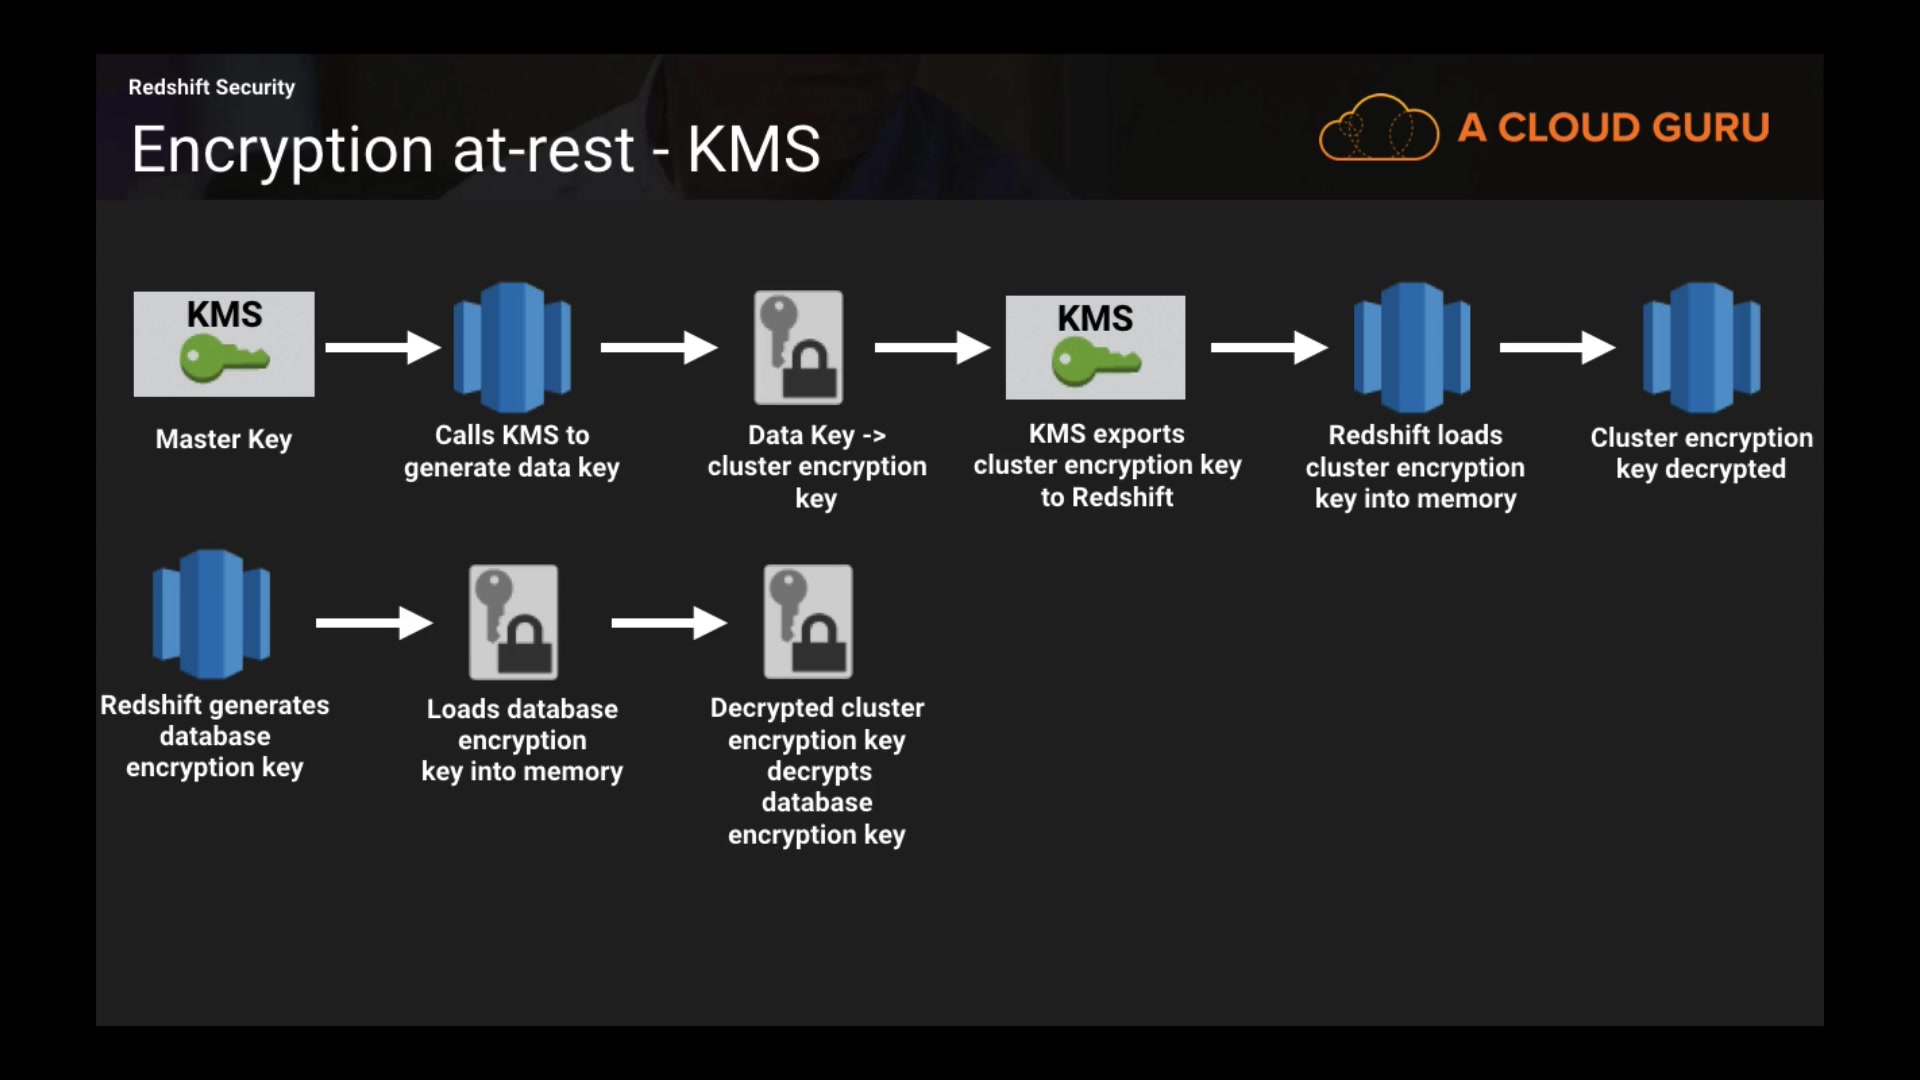 Redshift Security
Encryption at-rest - KMS
A CLOUD GURU
KMS
Master Key
Calls KMS to
generate data key
Data Key ->
cluster encryption
key
KMS
KMS exports
cluster encryption key
to Redshift
Redshift loads
cluster encryption
key into memory
Cluster encryption
key decrypted
Redshift generates
database
encryption key
Loads database
encryption
key into memory
Decrypted cluster
encryption key
decrypts
database
encryption key